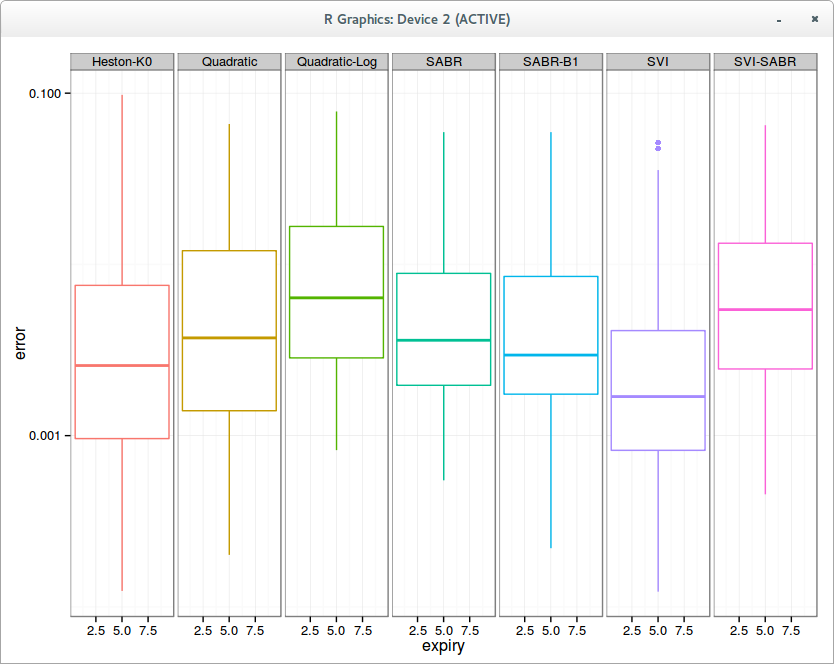 R Graphics: Device 2 (ACTIVE)
Heston-K0 Quadratic Quadratic-Log SABR SABR-B1 SVI SVI-SABR
0.100
error
0.001
2.5 5.0 7.5 2.5 5.0 7.5 2.5 5.0 7.5 2.5 5.0 7.5 2.5 5.0 7.5 2.5 5.0 7.5 2.5 5.0 7.5
expiry